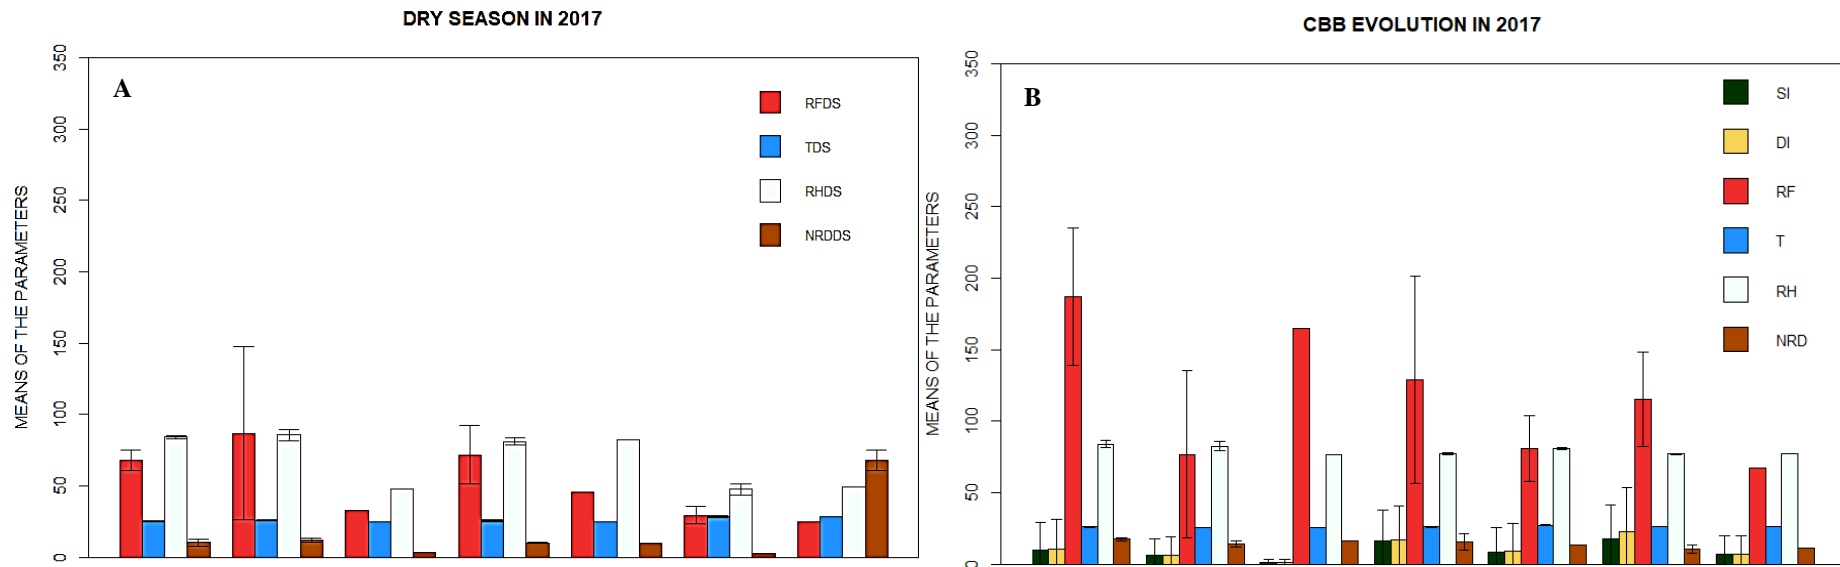 DRY SEASON IN 2017
A
MEANS OF THE PARAMETERS
350
300
250
200
150
100
50
0
RFDS
TDS
RHDS
NRDDS
CBB EVOLUTION IN 2017
B
MEANS OF THE PARAMETERS
350
300
250
200
150
100
50
0
SI
DI
RF
T
RH
NRD